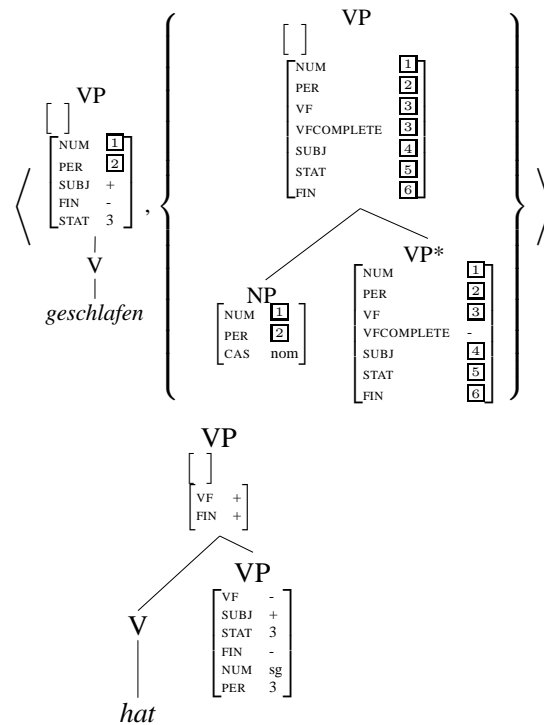 VP
[ ]
NUM 1
PER 2
SUBJ +
FIN -
STAT 3
V
geschlafen
,
VP
[ ]
NUM 1
PER 2
VF 3
VFCOMPLETE 3
SUBJ 4
STAT 5
FIN 6
NP
NUM 1
PER 2
CAS nom
VP*
NUM 1
PER 2
VF 3
VFCOMPLETE -
SUBJ 4
STAT 5
FIN 6
VP
[ ]
VF +
FIN +
V
hat
VP
VF -
SUBJ +
STAT 3
FIN -
NUM sg
PER 3